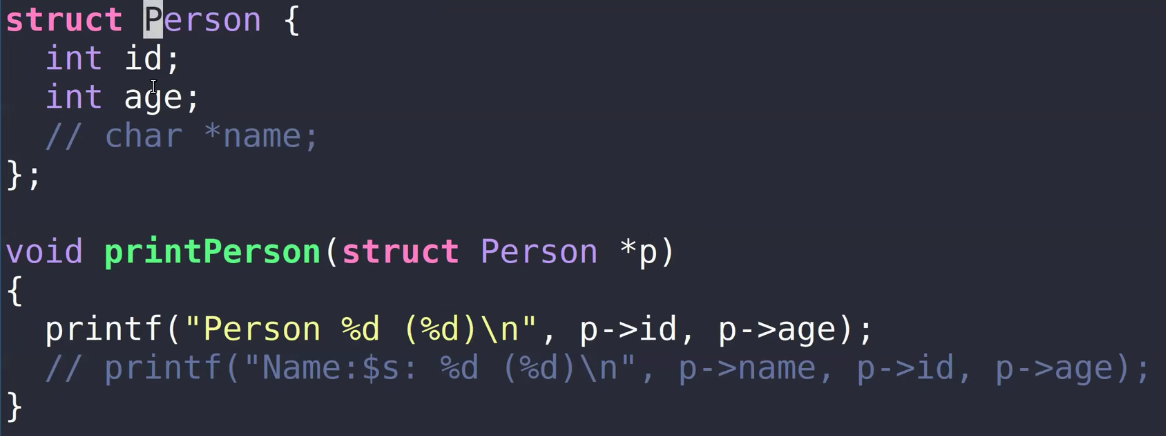 struct Person {
  int id;
  int age;
  // char *name;
};

void printPerson(struct Person *p)
{
  printf("Person %d (%d)\n", p->id, p->age);
  // printf("Name:$s: %d (%d)\n", p->name, p->id, p->age);
}